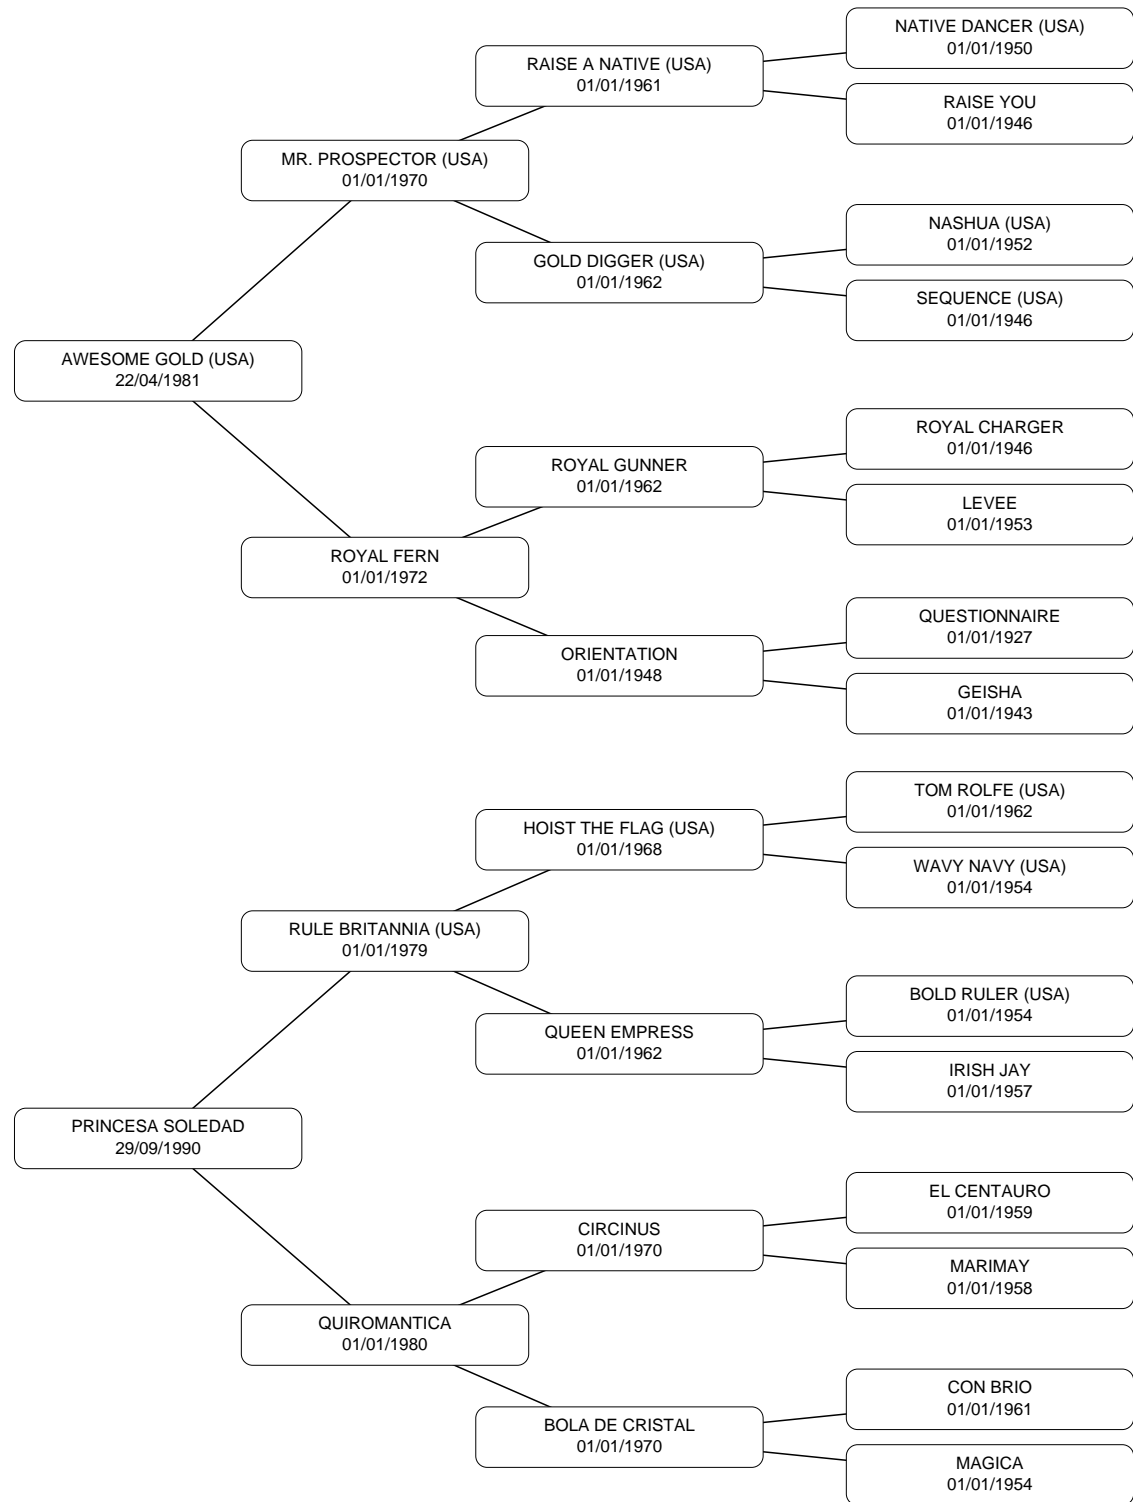 NATIVE DANCER (USA)
01/01/1950
RAISE A NATIVE (USA)
01/01/1961
RAISE YOU
01/01/1946
MR. PROSPECTOR (USA)
01/01/1970
NASHUA (USA)
01/01/1952
GOLD DIGGER (USA)
01/01/1962
SEQUENCE (USA)
01/01/1946
AWESOME GOLD (USA)
22/04/1981
ROYAL CHARGER
01/01/1946
ROYAL GUNNER
01/01/1962
LEVEE
01/01/1953
ROYAL FERN
01/01/1972
QUESTIONNAIRE
01/01/1927
ORIENTATION
01/01/1948
GEISHA
01/01/1943
TOM ROLFE (USA)
01/01/1962
HOIST THE FLAG (USA)
01/01/1968
WAVY NAVY (USA)
01/01/1954
RULE BRITANNIA (USA)
01/01/1979
BOLD RULER (USA)
01/01/1954
QUEEN EMPRESS
01/01/1962
IRISH JAY
01/01/1957
PRINCESA SOLEDAD
29/09/1990
EL CENTAURO
01/01/1959
CIRCINUS
01/01/1970
MARIMAY
01/01/1958
QUIROMANTICA
01/01/1980
CON BRIO
01/01/1961
BOLA DE CRISTAL
01/01/1970
MAGICA
01/01/1954